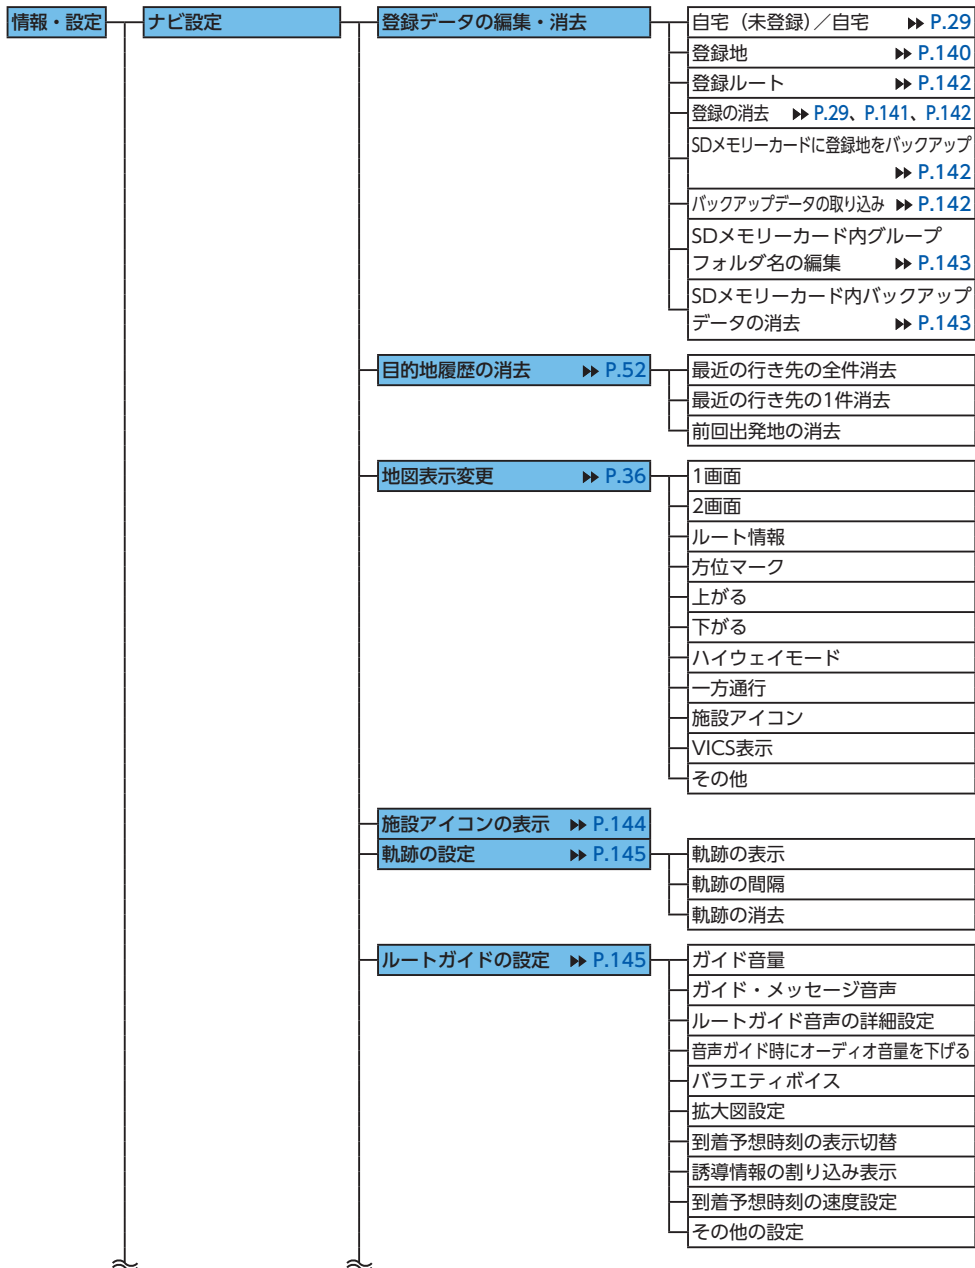 情報・設定
ナビ設定
登録データの編集・消去
自宅（未登録）／自宅 P.29
登録地 P.140
登録ルート P.142
登録の消去 P.29、P.141、P.142
SDメモリーカードに登録地をバックアップ
P.142
バックアップデータの取り込み P.142
SDメモリーカード内グループ
フォルダ名の編集 P.143
SDメモリーカード内バックアップ
データの消去 P.143
目的地履歴の消去 P.52
最近の行き先の全件消去
最近の行き先の1件消去
前回出発地の消去
地図表示変更 P.36
1画面
2画面
ルート情報
方位マーク
上がる
下がる
ハイウェイモード
一方通行
施設アイコン
VICS表示
その他
施設アイコンの表示 P.144
軌跡の設定 P.145
軌跡の表示
軌跡の間隔
軌跡の消去
ルートガイドの設定 P.145
ガイド音量
ガイド・メッセージ音声
ルートガイド音声の詳細設定
音声ガイド時にオーディオ音量を下げる
バラエティボイス
拡大図設定
到着予想時刻の表示切替
誘導情報の割り込み表示
到着予想時刻の速度設定
その他の設定